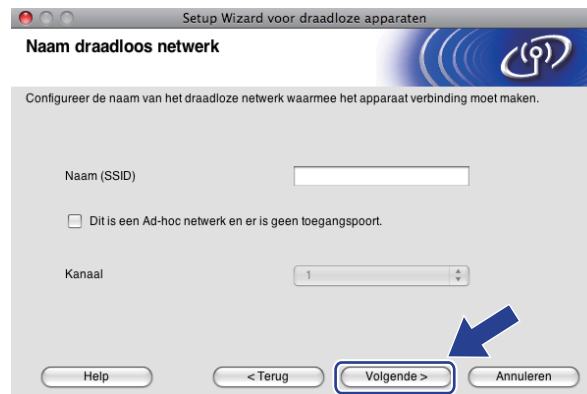 Setup Wizard voor draadloze apparaten
Naam draadloos netwerk
Configureer de naam van het draadloze netwerk waarmee het apparaat verbinding moet maken.
Naam (SSID)
Dit is een Ad-hoc netwerk en er is geen toegangspoort.
Kanaal
1
Help
< Terug
Volgende >
Annuleren